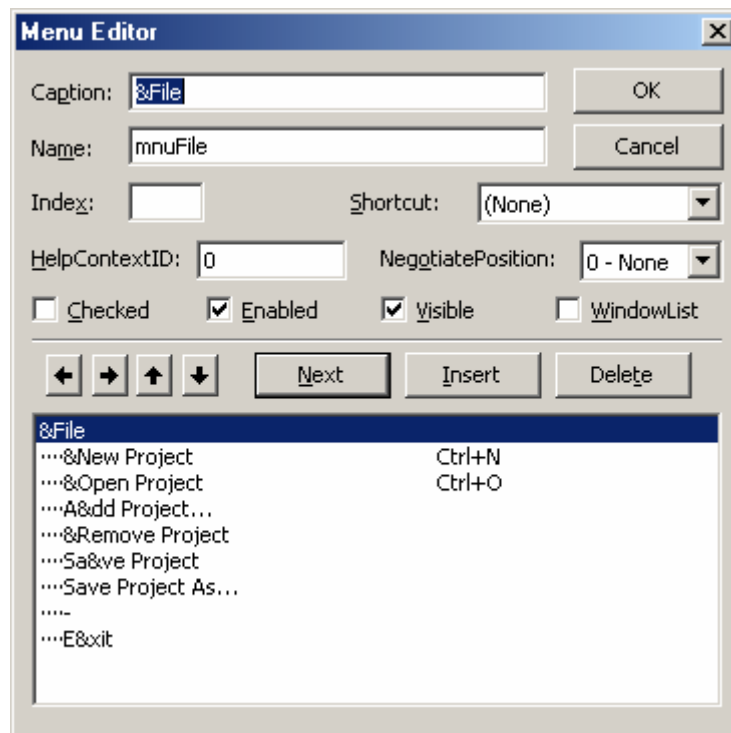 Menu Editor
Caption: &File OK
Name: mnuFile Cancel
Index: Shortcut: (None)
HelpContextID: 0 NegotiatePosition: 0 - None
Checked Enabled Visible WindowList
Next Insert Delete
&File
····&New Project Ctrl+N
····&Open Project Ctrl+O
····A&dd Project...
····&Remove Project
····Sa&ve Project
····Save Project As...
····-
····E&xit